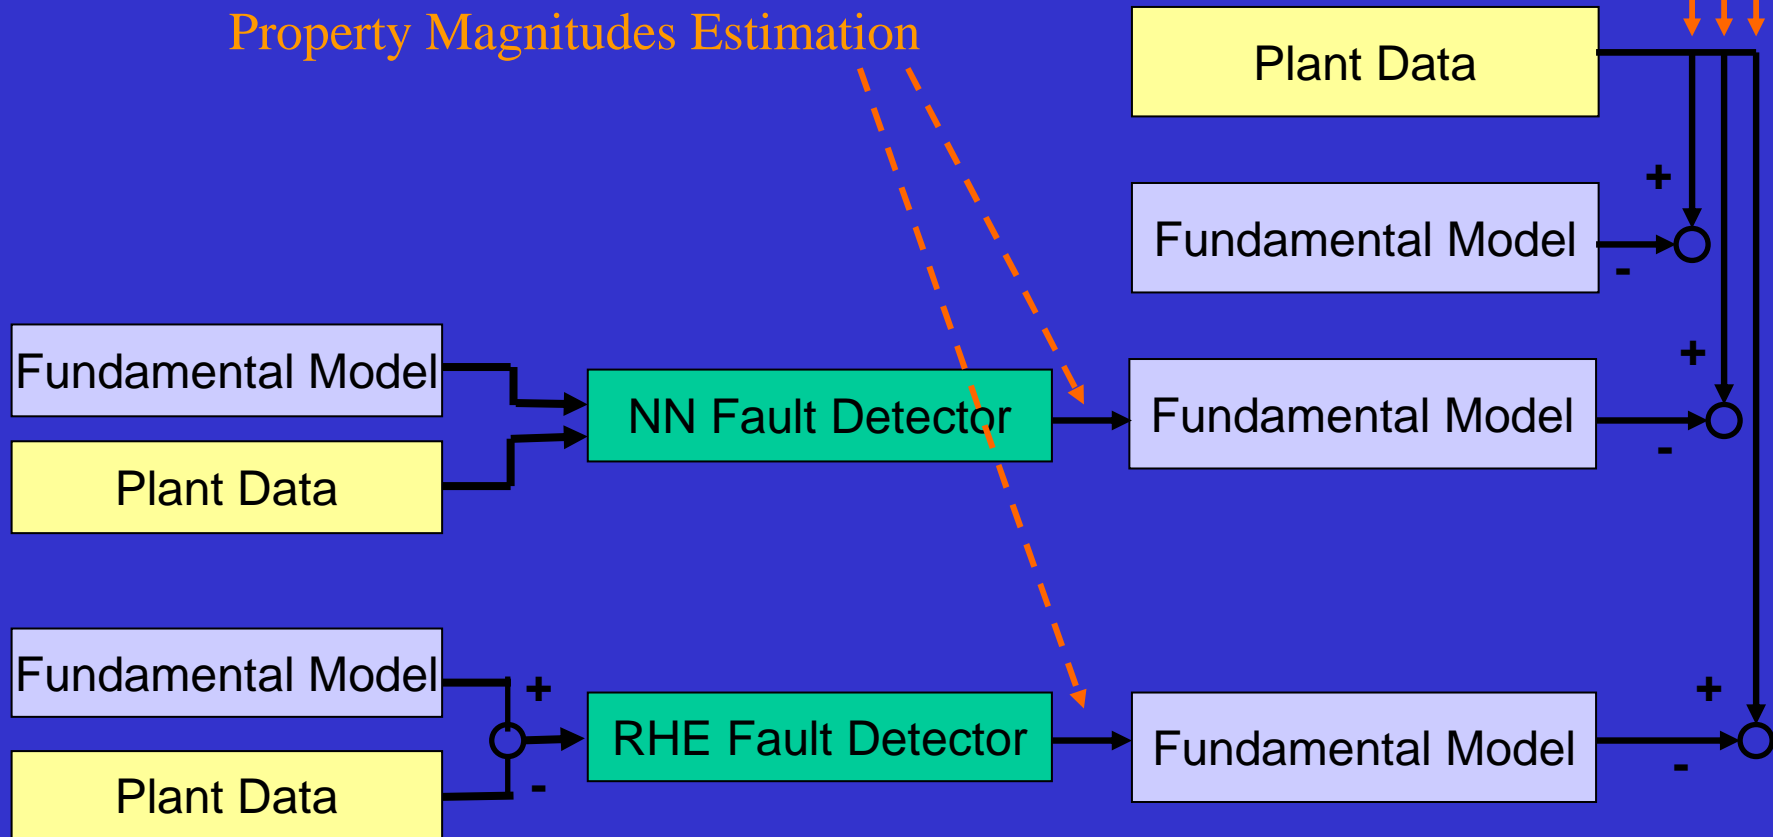 Property Magnitudes Estimation
Plant Data
+
Fundamental Model
-
Fundamental Model
NN Fault Detector
Fundamental Model
+
-
Plant Data
Fundamental Model
+
-
RHE Fault Detector
Fundamental Model
+
-
Plant Data